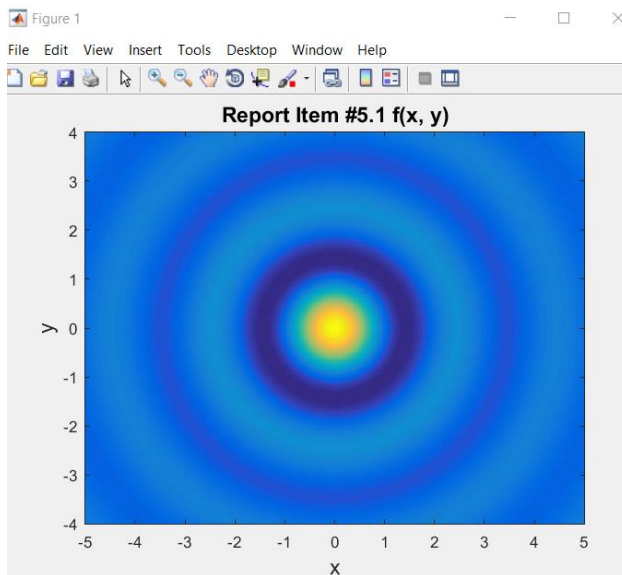 Figure 1
File Edit View Insert Tools Desktop Window Help
Report Item #5.1 f(x, y)
4
3
2
1
0
-1
-2
-3
-4
y
-5 -4 -3 -2 -1 0 1 2 3 4 5
x